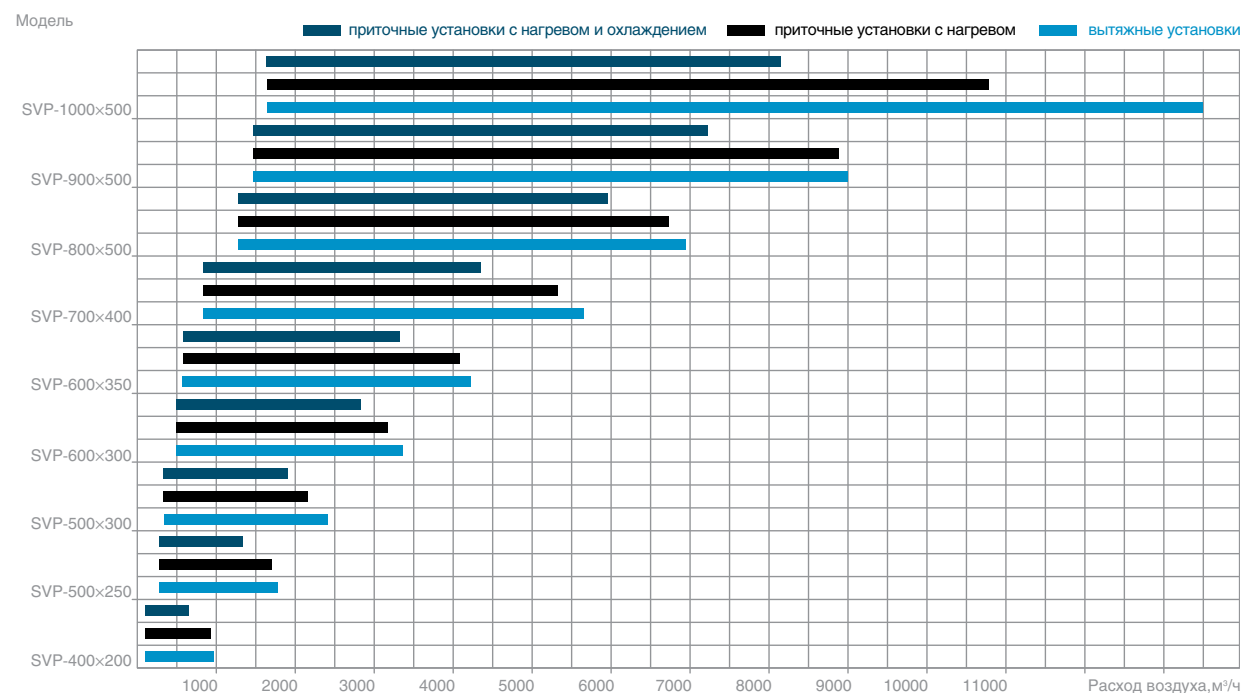 Модель
приточные установки с нагревом и охлаждением приточные установки с нагревом вытяжные установки
SVP-1000×500
SVP-900×500
SVP-800×500
SVP-700×400
SVP-600×350
SVP-600×300
SVP-500×300
SVP-500×250
SVP-400×200
1000 2000 3000 4000 5000 6000 7000 8000 9000 10000 11000 Расход воздуха,м³/ч